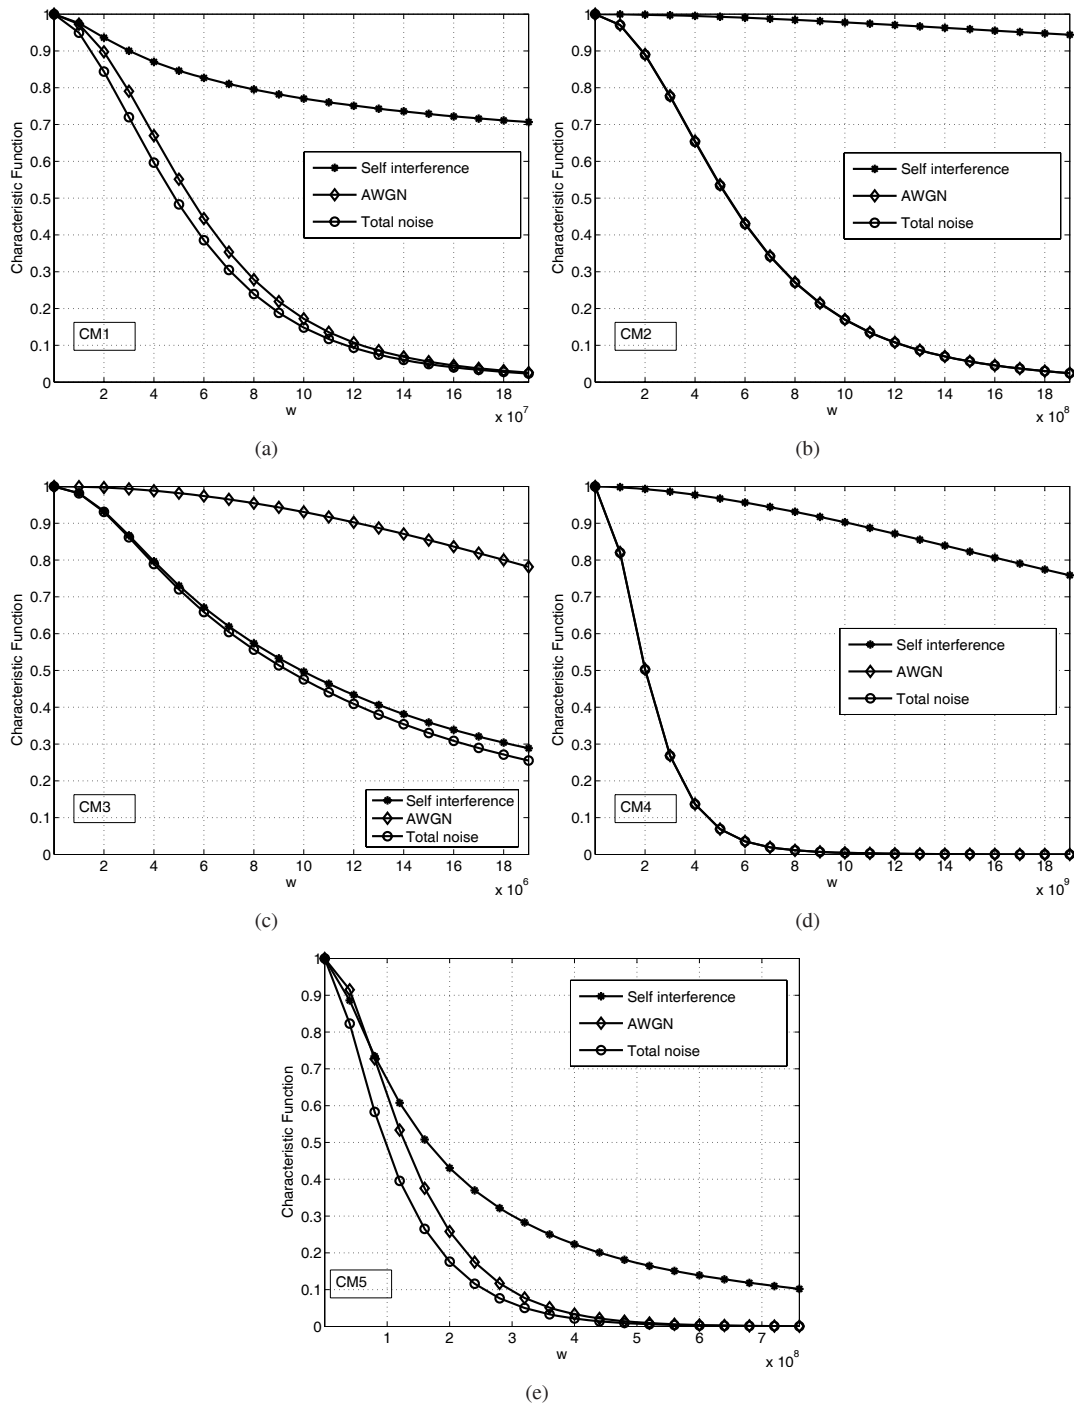 1
0.9
0.8
0.7
0.6
0.5
0.4
0.3
0.2
0.1
0
Characteristic Function
Self interference
AWGN
Total noise
CM1
2 4 6 8 10 12 14 16 18
w
x 10^7
(a)
1
0.9
0.8
0.7
0.6
0.5
0.4
0.3
0.2
0.1
0
Characteristic Function
Self interference
AWGN
Total noise
CM2
2 4 6 8 10 12 14 16 18
w
x 10^8
(b)
1
0.9
0.8
0.7
0.6
0.5
0.4
0.3
0.2
0.1
0
Characteristic Function
Self interference
AWGN
Total noise
CM3
2 4 6 8 10 12 14 16 18
w
x 10^6
(c)
1
0.9
0.8
0.7
0.6
0.5
0.4
0.3
0.2
0.1
0
Characteristic Function
Self interference
AWGN
Total noise
CM4
2 4 6 8 10 12 14 16 18
w
x 10^9
(d)
1
0.9
0.8
0.7
0.6
0.5
0.4
0.3
0.2
0.1
0
Characteristic Function
Self interference
AWGN
Total noise
CM5
1 2 3 4 5 6 7
w
x 10^8
(e)